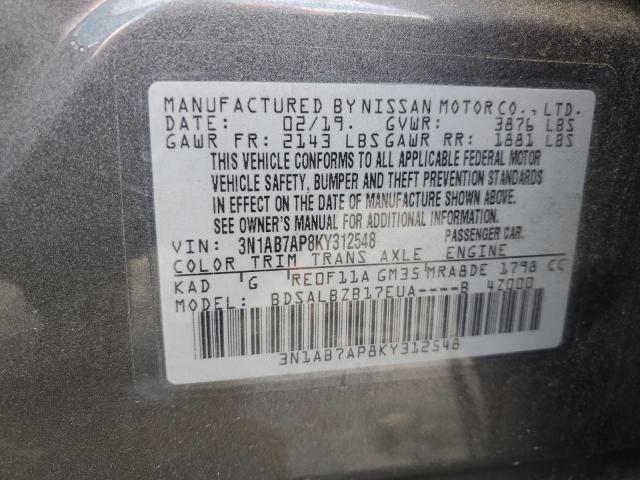 MANUFACTURED BY NISSAN MOTOR CO., LTD.
DATE: 02/19. GVWR: 3876 LBS
GAWR FR: 2143 LBS GAWR RR: 1881 LBS
THIS VEHICLE CONFORMS TO ALL APPLICABLE FEDERAL MOTOR
VEHICLE SAFETY, BUMPER AND THEFT PREVENTION STANDARDS
IN EFFECT ON THE DATE OF MANUFACTURE SHOWN ABOVE.
SEE OWNER'S MANUAL FOR ADDITIONAL INFORMATION.
VIN: 3N1AB7AP8KY312548 PASSENGER CAR.
COLOR TRIM TRANS AXLE ENGINE
KAD G RE0F11A GM35 MRA8DE 1798 CC
MODEL: BDSALBZB17EUA----B 4Z000
3N1AB7AP8KY312548